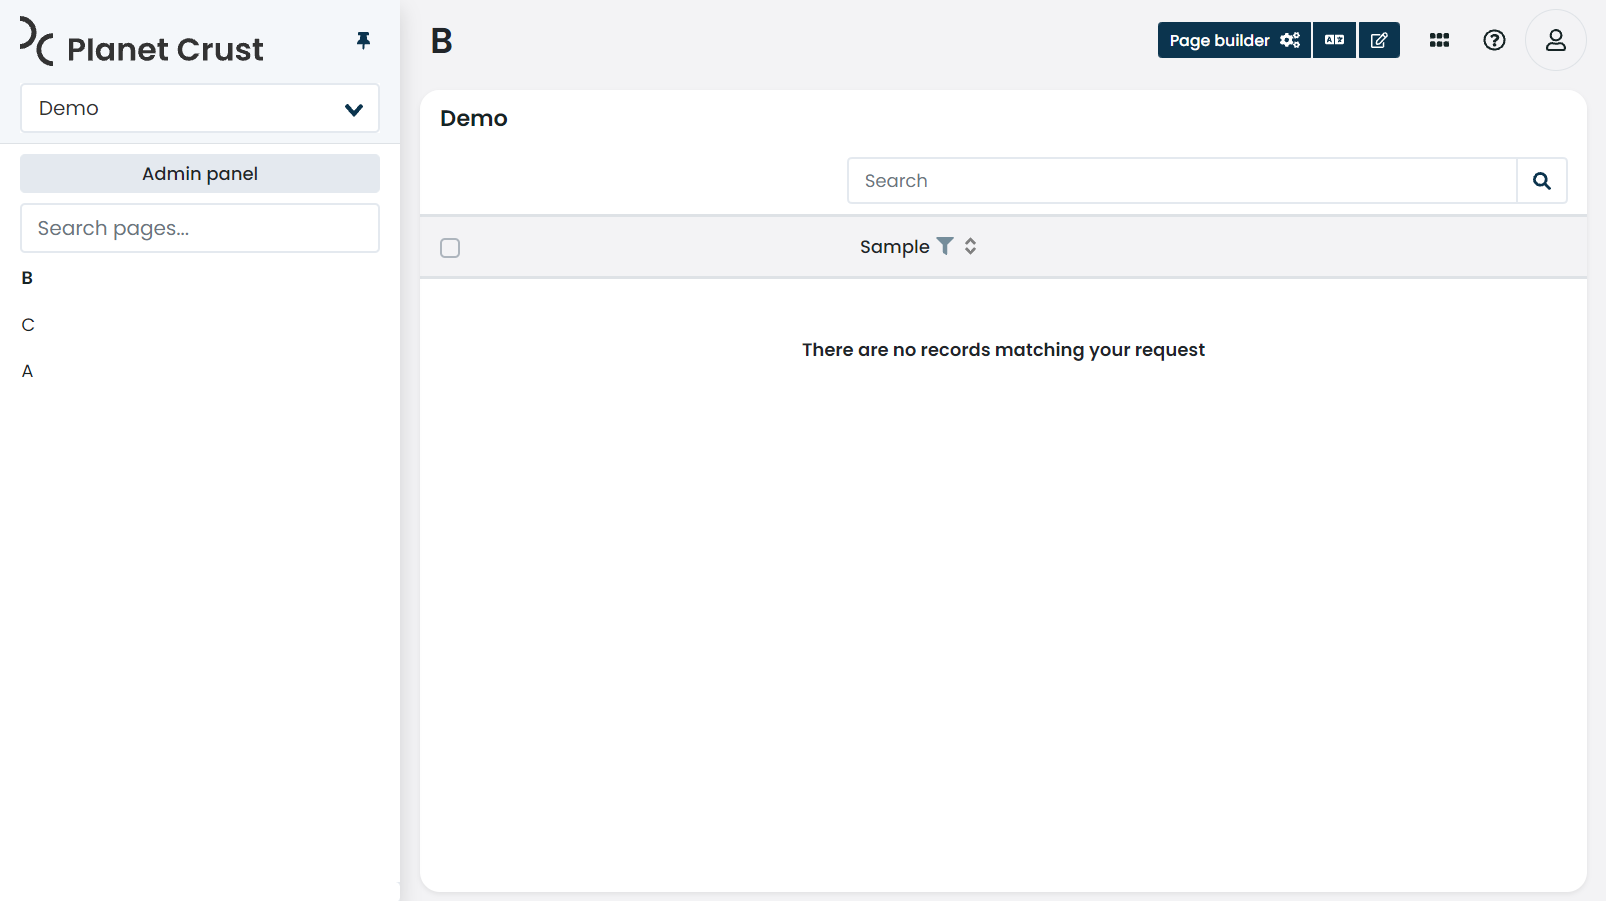 Planet Crust
Demo
Admin panel
Search pages...
B
C
A
B
Page builder
Demo
Search
Sample
There are no records matching your request